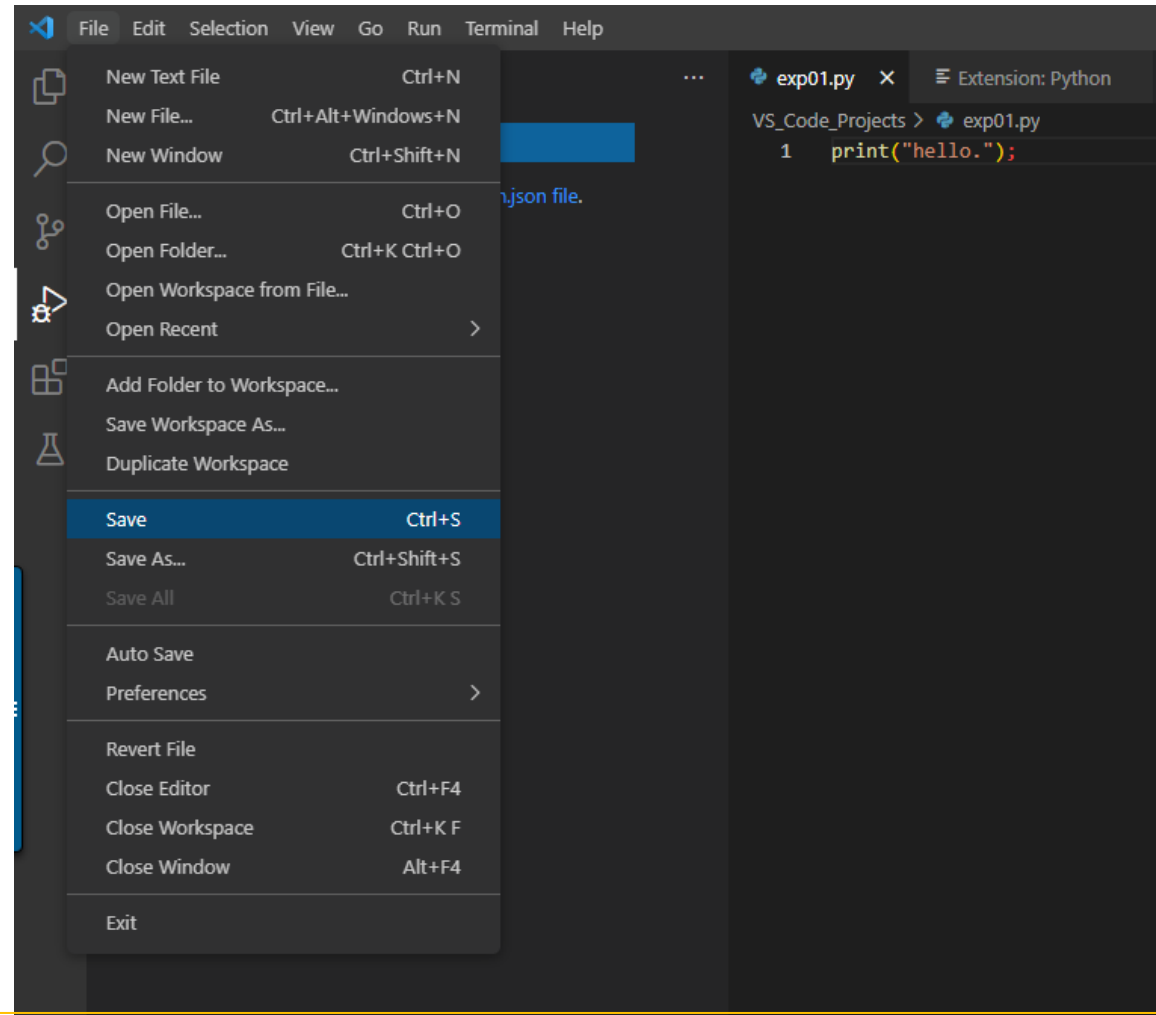 File Edit Selection View Go Run Terminal Help
New Text File Ctrl+N
New File... Ctrl+Alt+Windows+N
New Window Ctrl+Shift+N
Open File... Ctrl+O
Open Folder... Ctrl+K Ctrl+O
Open Workspace from File...
Open Recent >
Add Folder to Workspace...
Save Workspace As...
Duplicate Workspace
Save Ctrl+S
Save As... Ctrl+Shift+S
Save All Ctrl+K S
Auto Save
Preferences >
Revert File
Close Editor Ctrl+F4
Close Workspace Ctrl+K F
Close Window Alt+F4
Exit
.json file.
...
exp01.py × Extension: Python
VS_Code_Projects > exp01.py
1 print("hello.");